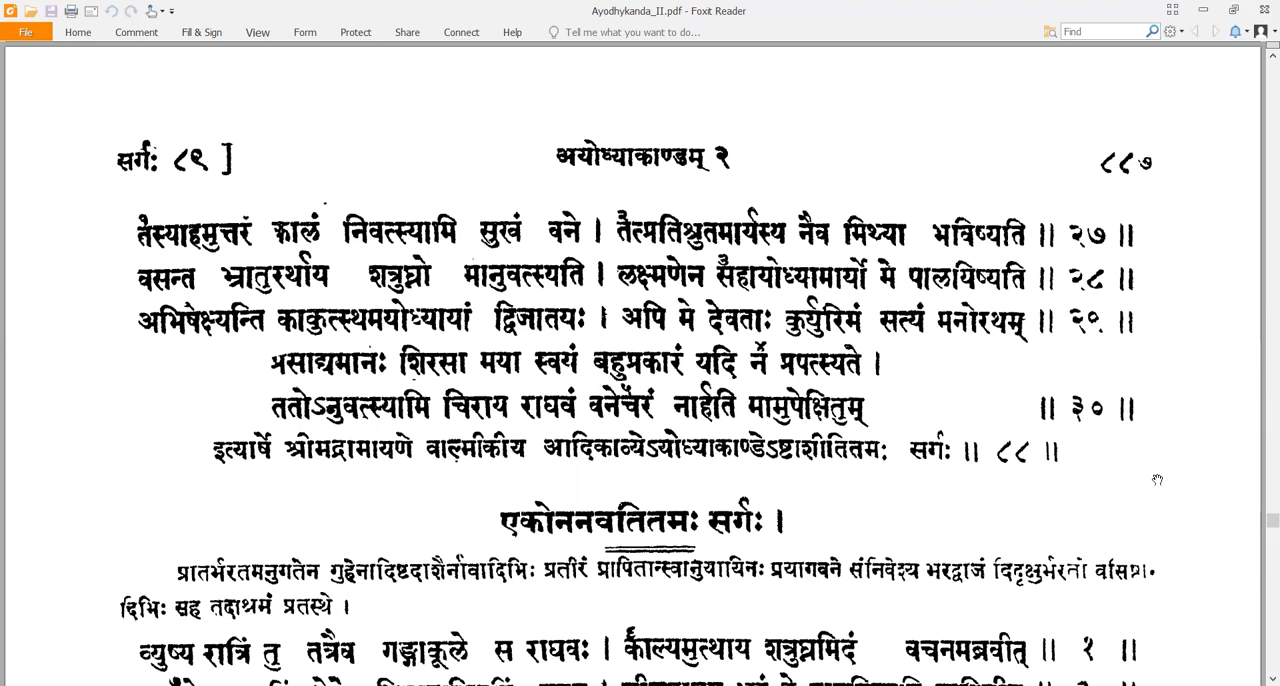 Ayodhykanda_II.pdf - Foxit Reader
File Home Comment Fill & Sign View Form Protect Share Connect Help Tell me what you want to do... Find
सर्गः ८९ ] अयोध्याकाण्डम् २ ८८७
तस्याहमुत्तरं कालं निवत्स्यामि सुखं वने । तत्प्रतिश्रुतमार्यस्य नैव मिथ्या भविष्यति ॥ २७ ॥
वसन्त भ्रातुरर्थाय शत्रुघ्नो मानुवत्स्यति । लक्ष्मणेन सहायोध्यामार्यो मे पालयिष्यति ॥ २८ ॥
अभिषेक्ष्यन्ति काकुत्स्थमयोध्यायां द्विजातयः । अपि मे देवताः कुर्युरिमं सत्यं मनोरथम् ॥ २९ ॥
प्रसाद्यमानः शिरसा मया स्वयं बहुप्रकारं यदि न प्रपत्स्यते ।
ततोऽनुवत्स्यामि चिराय राघवं वनेचरं नार्हति मामुपेक्षितुम् ॥ ३० ॥
इत्यार्षे श्रीमद्रामायणे वाल्मीकीय आदिकाव्येऽयोध्याकाण्डेऽष्टाशीतितमः सर्गः ॥ ८८ ॥
एकोननवतितमः सर्गः ।
प्रातर्भरतमनुगतेन गुहेनादिष्टदाशैर्नावादिभिः प्रतीरं प्रापितान्स्वानुयायिनः प्रयागवने संनिवेश्य भरद्वाजं दिदृक्षुर्भरतो वसिष्ठा-
दिभिः सह तदाश्रमं प्रतस्थे ।
व्युष्य रात्रिं तु तत्रैव गङ्गाकूले स राघवः । काल्यमुत्थाय शत्रुघ्नमिदं वचनमब्रवीत् ॥ १ ॥